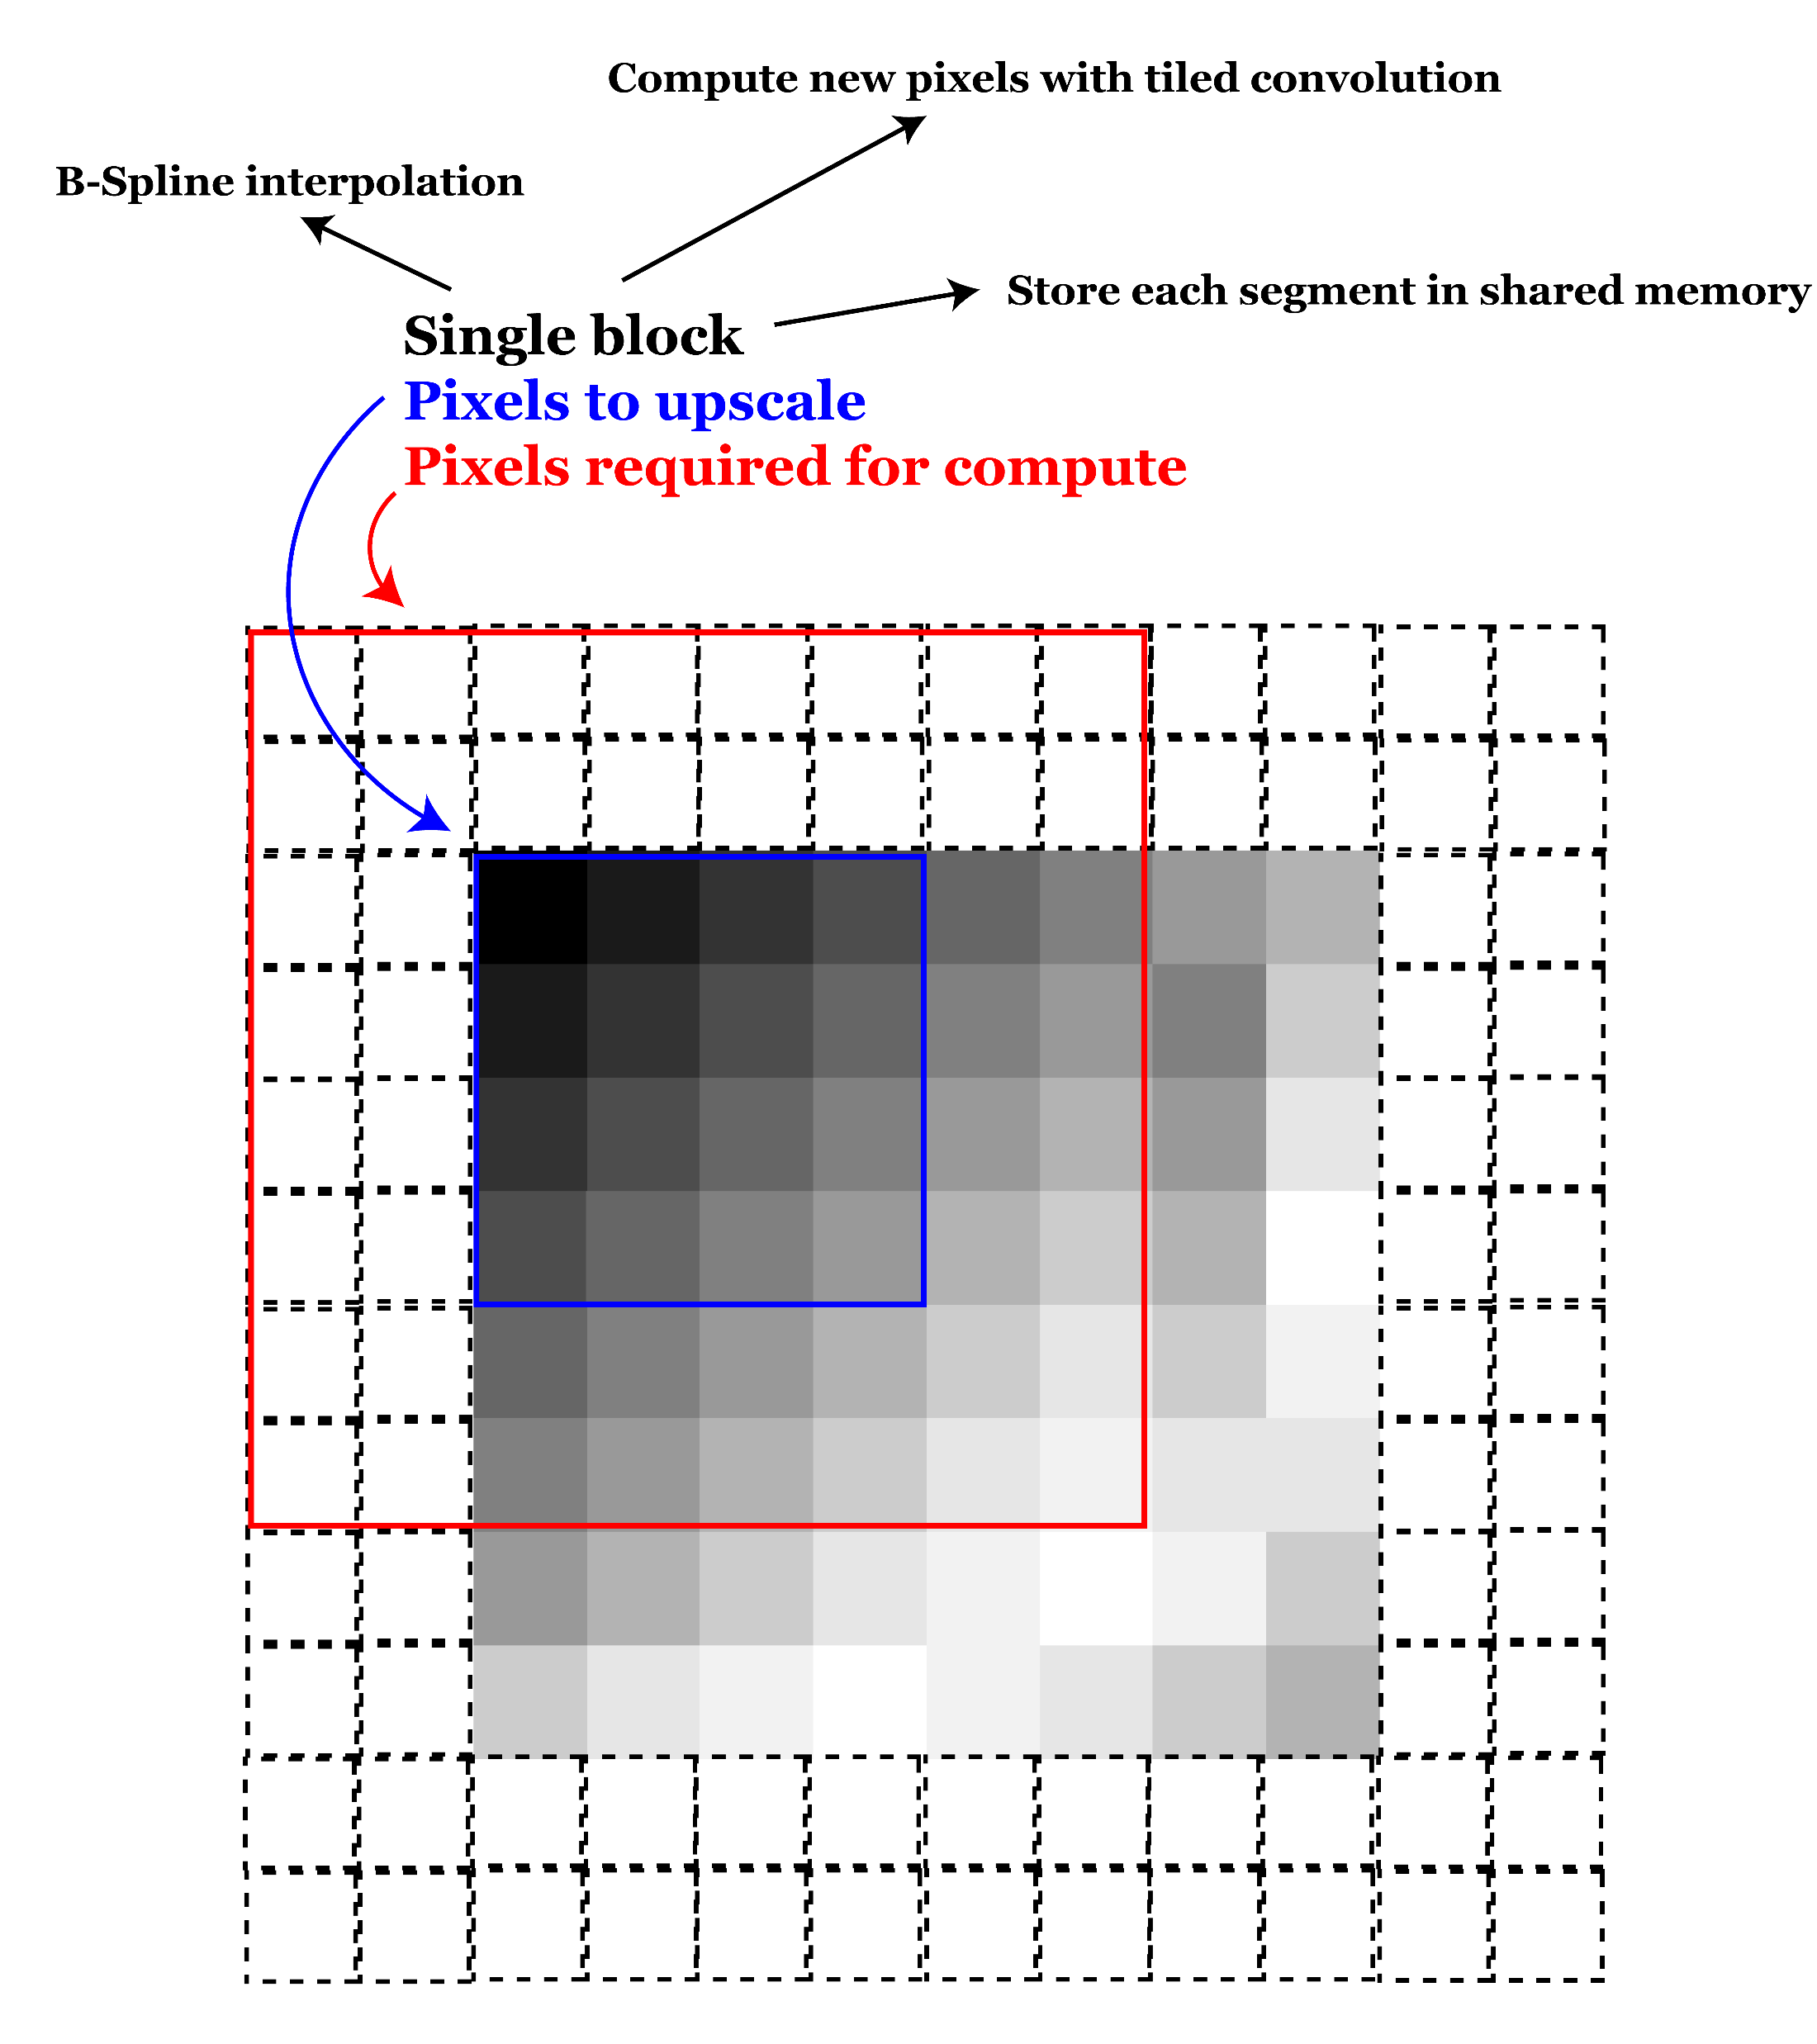 Compute new pixels with tiled convolution
B-Spline interpolation
Store each segment in shared memory
Single block
Pixels to upscale
Pixels required for compute